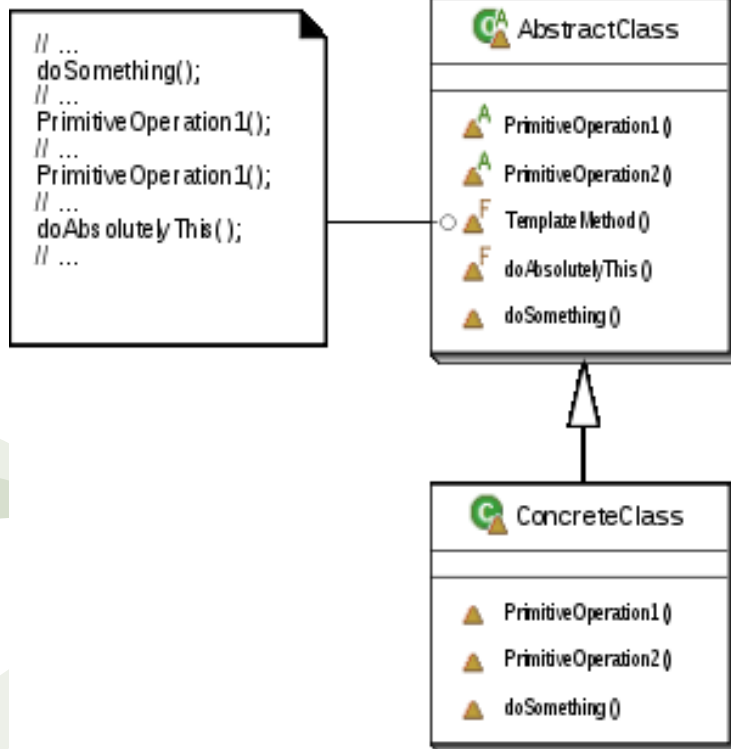 // ...
doSomething();
// ...
PrimitiveOperation1();
// ...
PrimitiveOperation1();
// ...
doAbsolutelyThis();
// ...
AbstractClass
PrimitiveOperation1()
PrimitiveOperation2()
TemplateMethod()
doAbsolutelyThis()
doSomething()
ConcreteClass
PrimitiveOperation1()
PrimitiveOperation2()
doSomething()